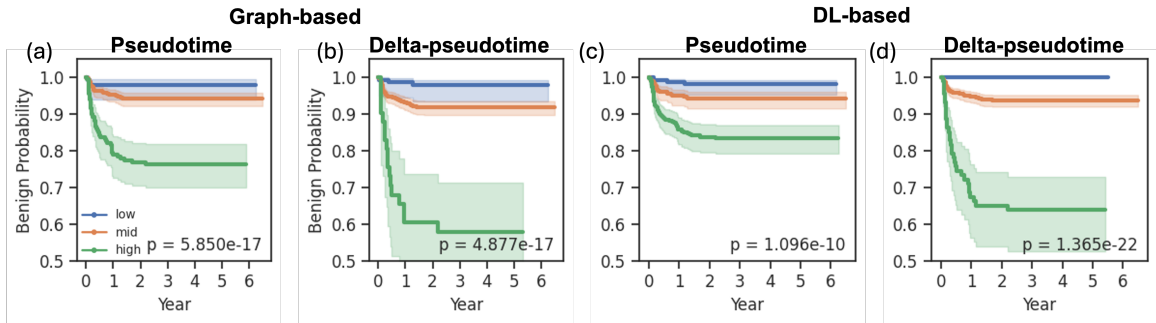 Graph-based
DL-based
(a) Pseudotime
(b) Delta-pseudotime
(c) Pseudotime
(d) Delta-pseudotime
Benign Probability
1.0
0.9
0.8
0.7
0.6
0.5
low
mid
high
p = 5.850e-17
0 1 2 3 4 5 6
Year
Benign Probability
1.0
0.9
0.8
0.7
0.6
0.5
p = 4.877e-17
0 1 2 3 4 5 6
Year
1.0
0.9
0.8
0.7
0.6
0.5
p = 1.096e-10
0 1 2 3 4 5 6
Year
1.0
0.9
0.8
0.7
0.6
0.5
p = 1.365e-22
0 1 2 3 4 5 6
Year